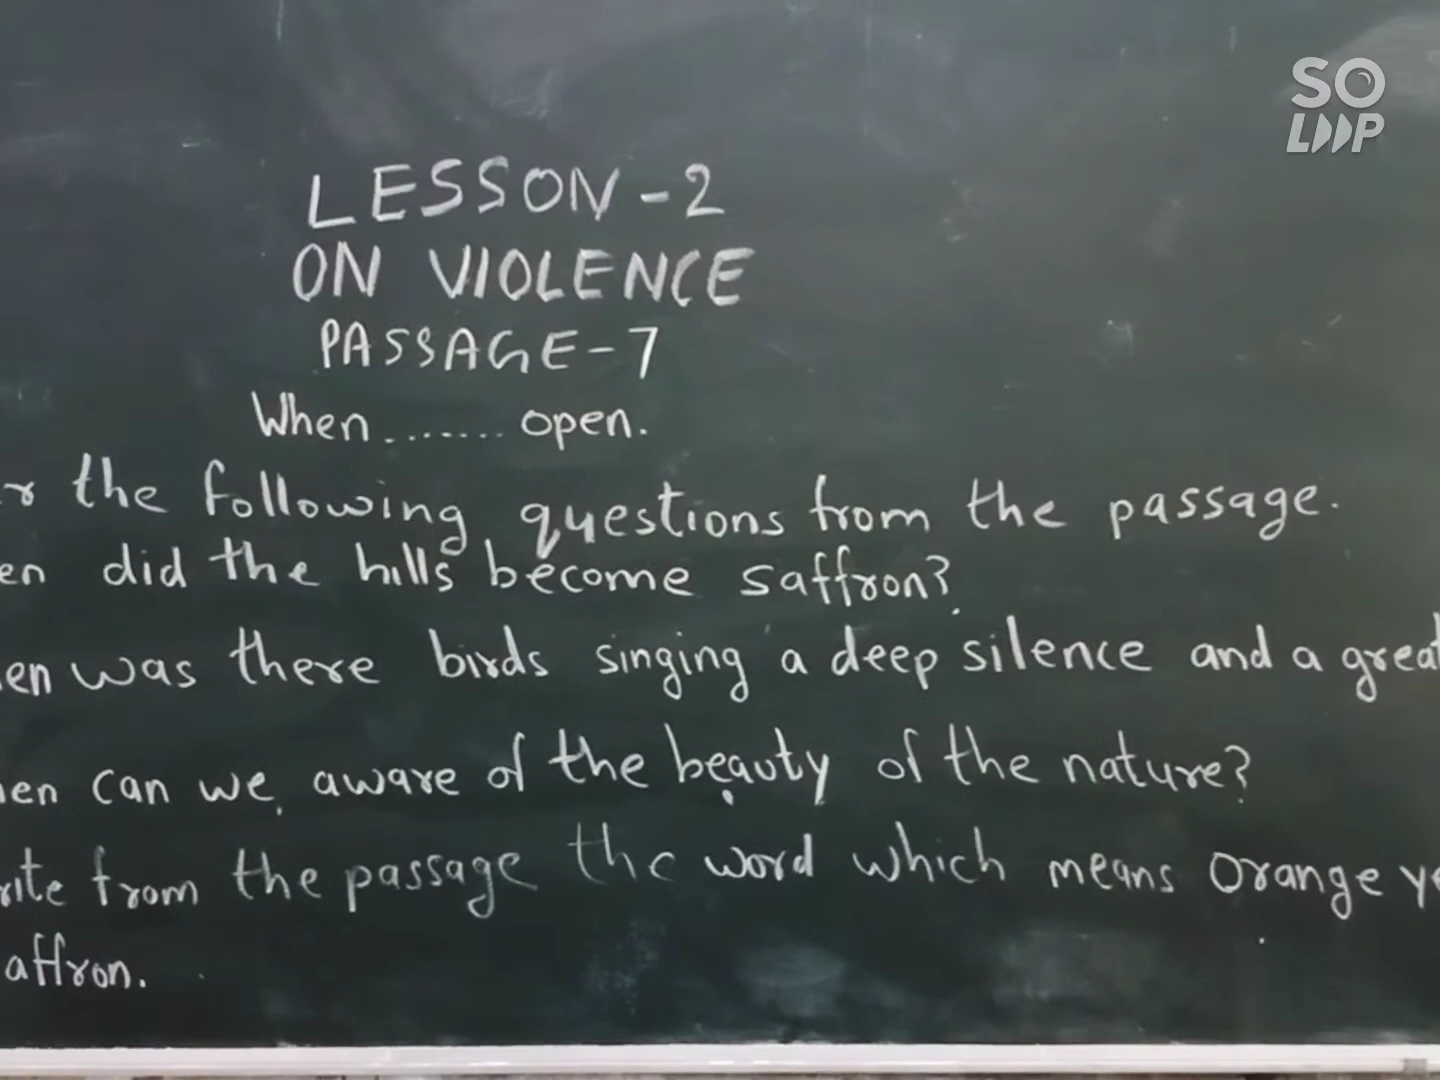 SO
LOOP
LESSON-2
ON VIOLENCE
PASSAGE-7
When........ open.
the following questions from the passage.
did the hills become saffron?
was there birds singing a deep silence and a great
can we aware of the beauty of the nature?
from the passage the word which means orange